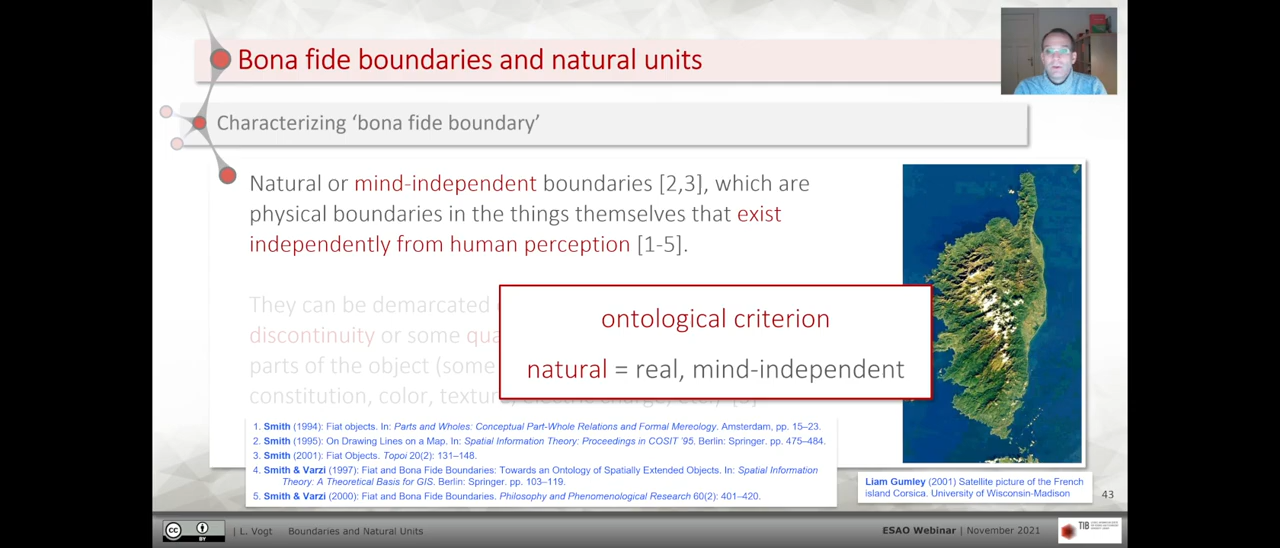 Bona fide boundaries and natural units
Characterizing ‘bona fide boundary’
Natural or mind-independent boundaries [2,3], which are
physical boundaries in the things themselves that exist
independently from human perception [1-5].
They can be demarcated
discontinuity or some
parts of the object (some
constitution, color, texture, electric charge, etc.) [3]
ontological criterion
natural = real, mind-independent
1. Smith (1994): Fiat objects. In: Parts and Wholes: Conceptual Part-Whole Relations and Formal Mereology. Amsterdam, pp. 15–23.
2. Smith (1995): On Drawing Lines on a Map. In: Spatial Information Theory: Proceedings in COSIT '95. Berlin: Springer. pp. 475–484.
3. Smith (2001): Fiat Objects. Topoi 20(2): 131–148.
4. Smith & Varzi (1997): Fiat and Bona Fide Boundaries: Towards an Ontology of Spatially Extended Objects. In: Spatial Information
Theory: A Theoretical Basis for GIS. Berlin: Springer. pp. 103–119.
5. Smith & Varzi (2000): Fiat and Bona Fide Boundaries. Philosophy and Phenomenological Research 60(2): 401–420.
Liam Gumley (2001) Satellite picture of the French
island Corsica. University of Wisconsin-Madison
43
cc BY | L. Vogt Boundaries and Natural Units
ESAO Webinar | November 2021
TIB